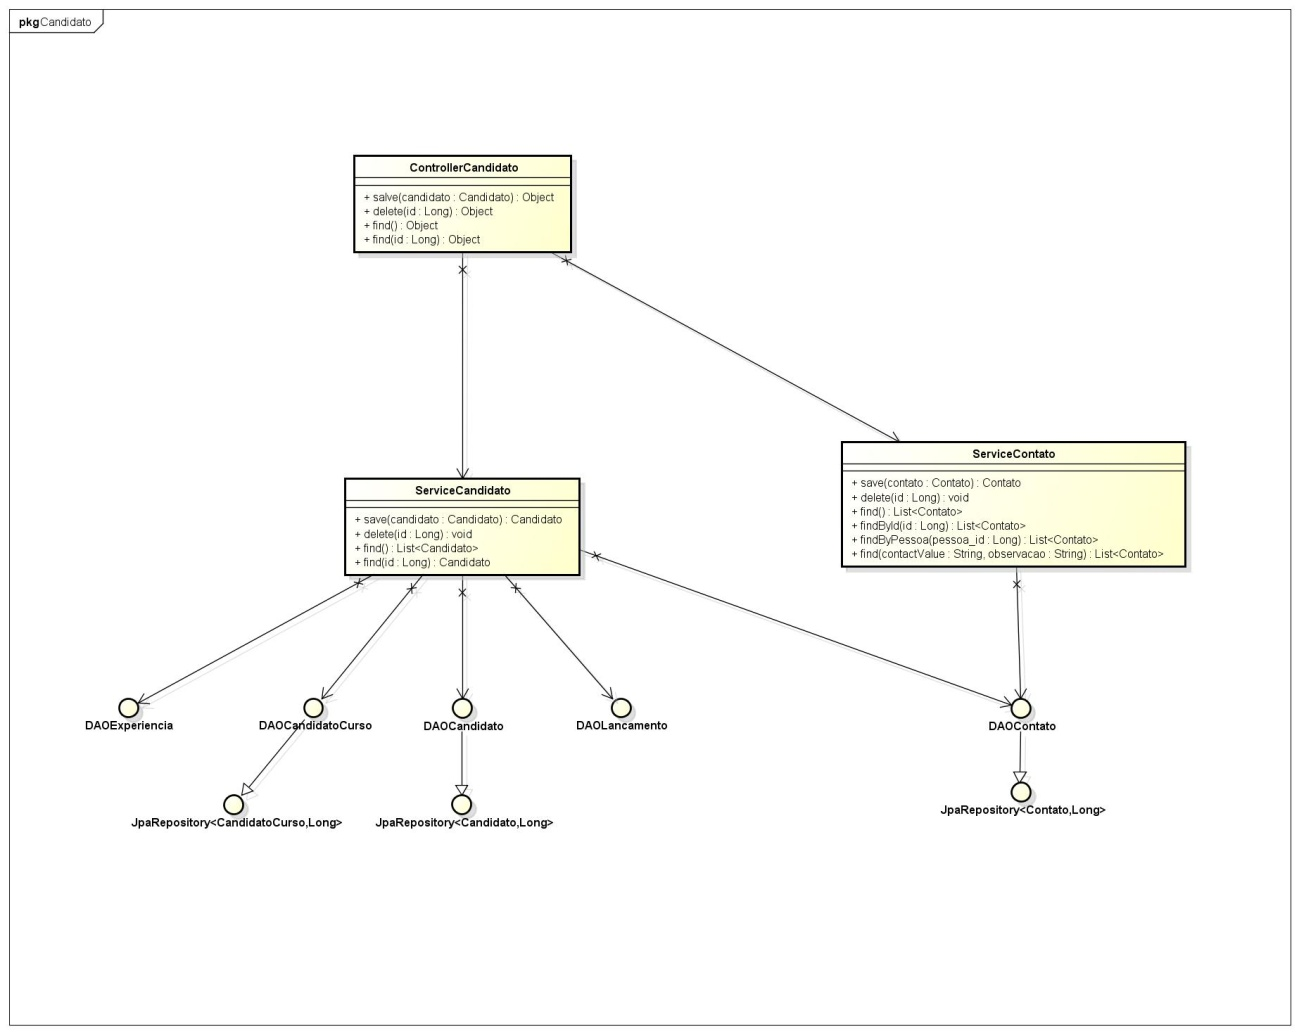 pkg Candidato
ControllerCandidato
+ salve(candidato : Candidato) : Object
+ delete(id : Long) : Object
+ find() : Object
+ find(id : Long) : Object
ServiceContato
+ save(contato : Contato) : Contato
+ delete(id : Long) : void
+ find() : List<Contato>
+ findById(id : Long) : List<Contato>
+ findByPessoa(pessoa_id : Long) : List<Contato>
+ find(contactValue : String, observacao : String) : List<Contato>
ServiceCandidato
+ save(candidato : Candidato) : Candidato
+ delete(id : Long) : void
+ find() : List<Candidato>
+ find(id : Long) : Candidato
DAOExperiencia
DAOCandidatoCurso
DAOCandidato
DAOLancamento
DAOContato
JpaRepository<CandidatoCurso,Long>
JpaRepository<Candidato,Long>
JpaRepository<Contato,Long>